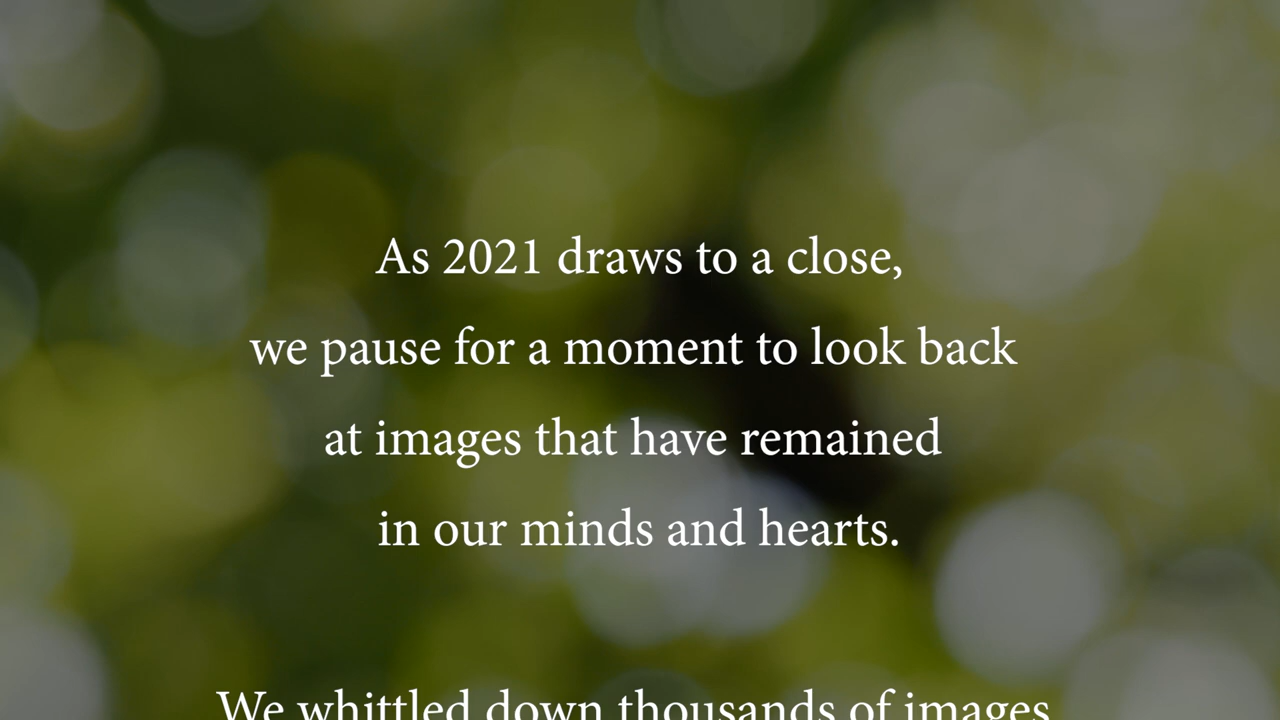 As 2021 draws to a close,
we pause for a moment to look back
at images that have remained
in our minds and hearts.
We whittled down thousands of images